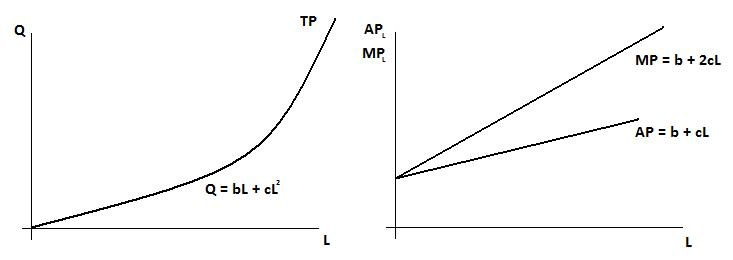 Q
TP
Q = bL + cL²
L
AP_L
MP_L
MP = b + 2cL
AP = b + cL
L